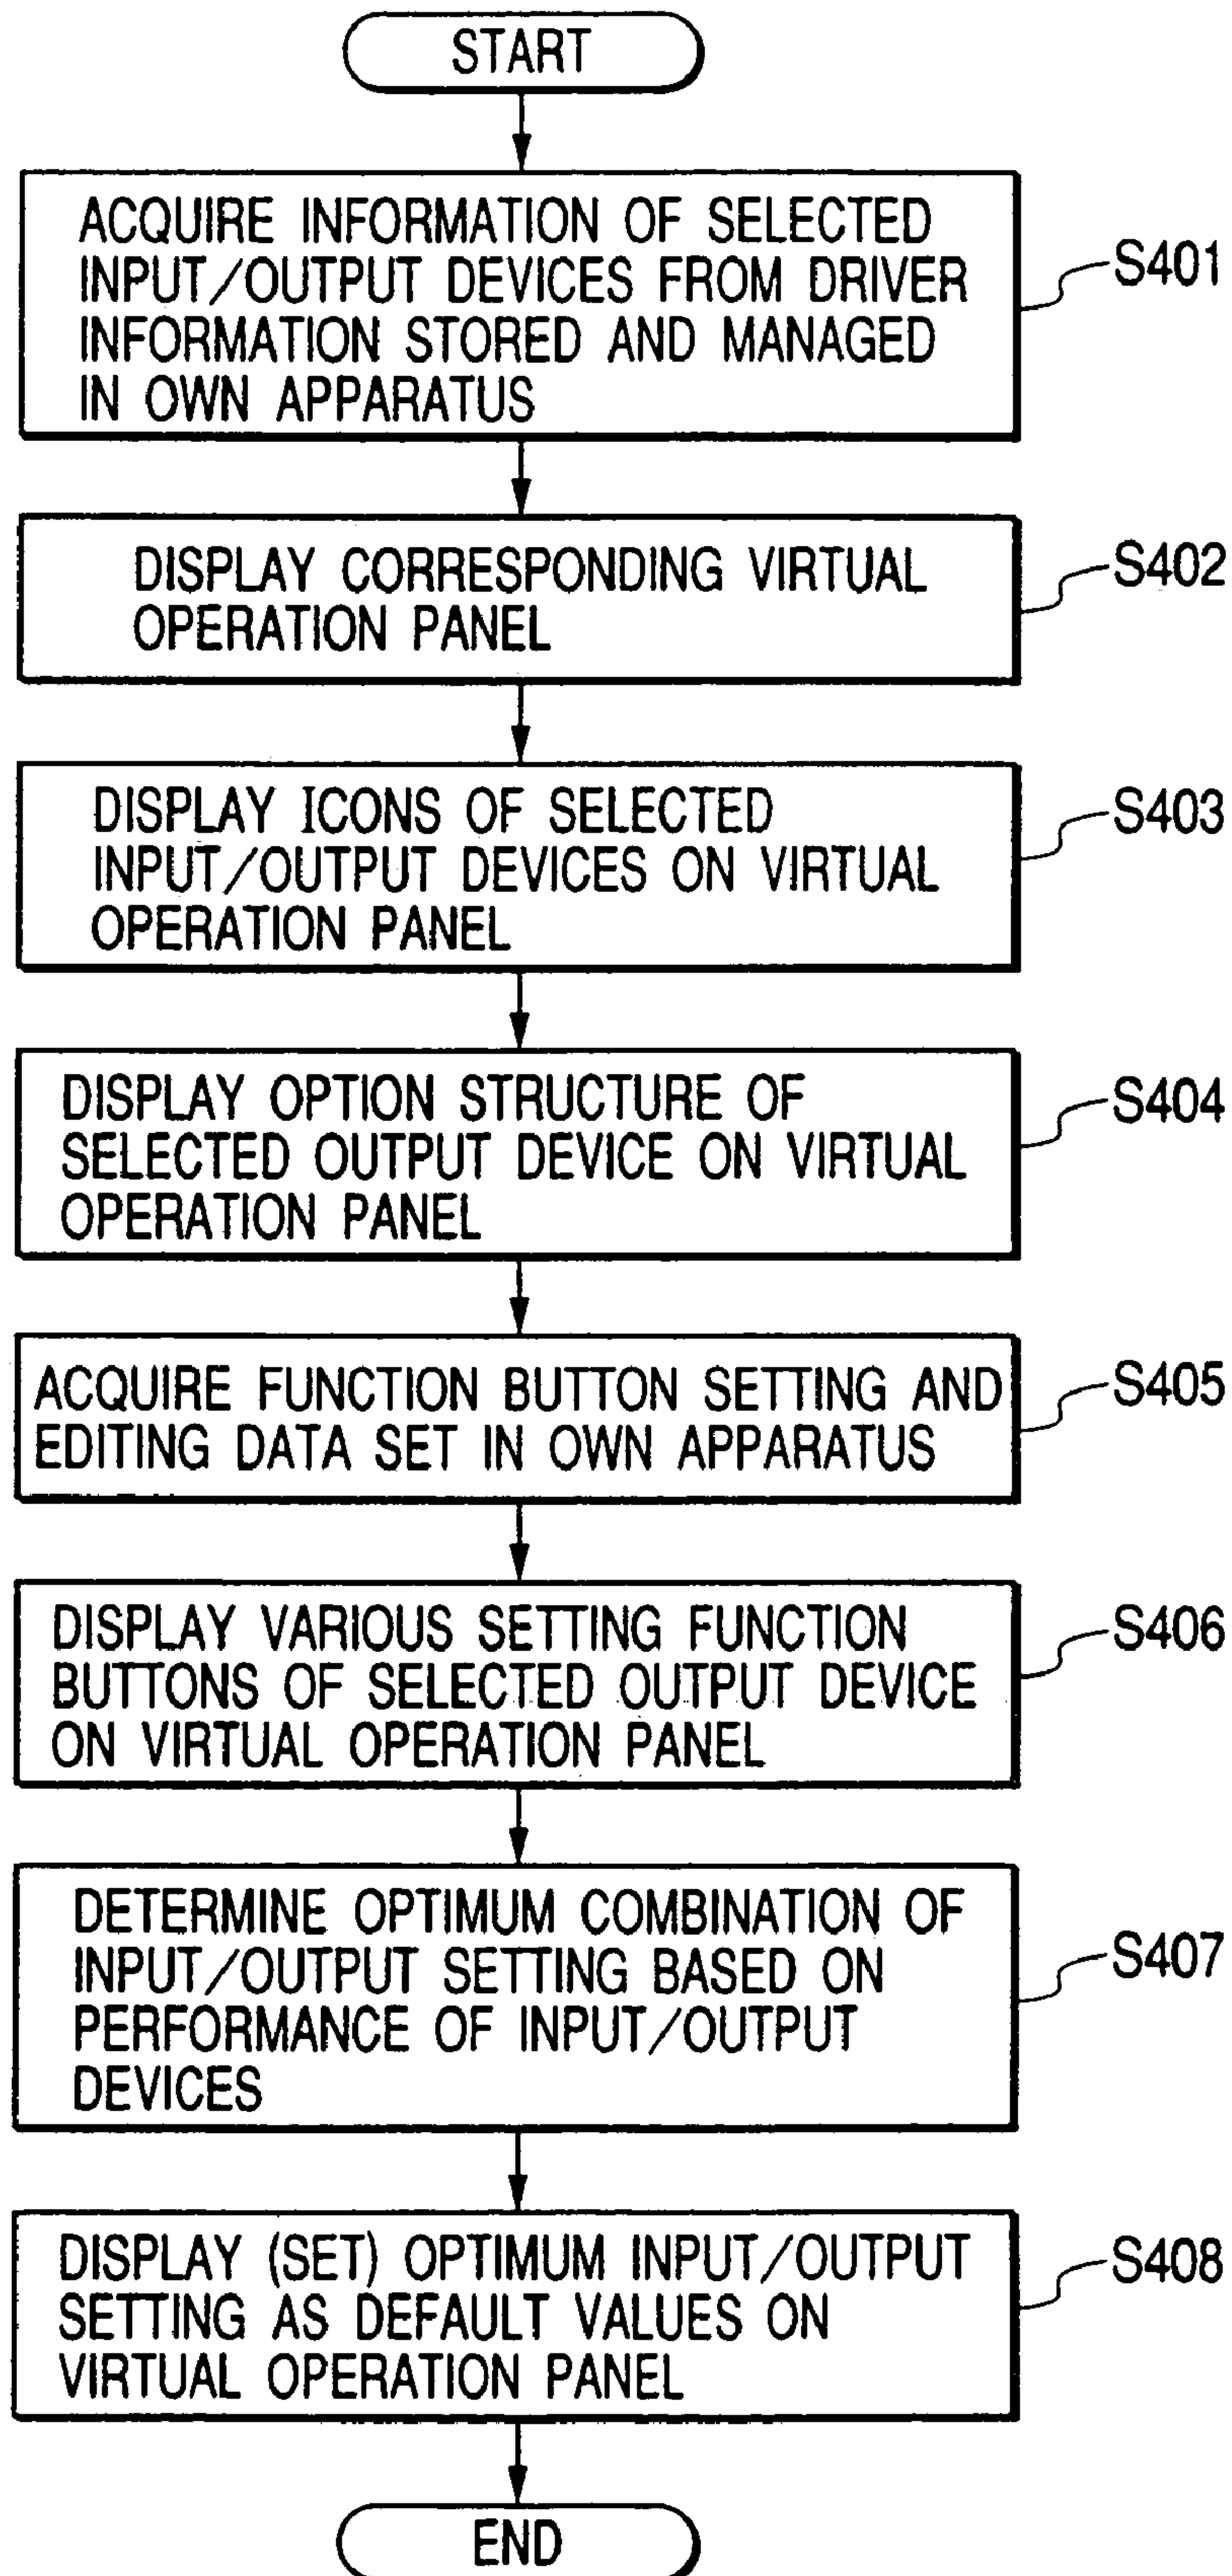 START
ACQUIRE INFORMATION OF SELECTED
INPUT/OUTPUT DEVICES FROM DRIVER
INFORMATION STORED AND MANAGED
IN OWN APPARATUS
S401
DISPLAY CORRESPONDING VIRTUAL
OPERATION PANEL
S402
DISPLAY ICONS OF SELECTED
INPUT/OUTPUT DEVICES ON VIRTUAL
OPERATION PANEL
S403
DISPLAY OPTION STRUCTURE OF
SELECTED OUTPUT DEVICE ON VIRTUAL
OPERATION PANEL
S404
ACQUIRE FUNCTION BUTTON SETTING AND
EDITING DATA SET IN OWN APPARATUS
S405
DISPLAY VARIOUS SETTING FUNCTION
BUTTONS OF SELECTED OUTPUT DEVICE
ON VIRTUAL OPERATION PANEL
S406
DETERMINE OPTIMUM COMBINATION OF
INPUT/OUTPUT SETTING BASED ON
PERFORMANCE OF INPUT/OUTPUT
DEVICES
S407
DISPLAY (SET) OPTIMUM INPUT/OUTPUT
SETTING AS DEFAULT VALUES ON
VIRTUAL OPERATION PANEL
S408
END